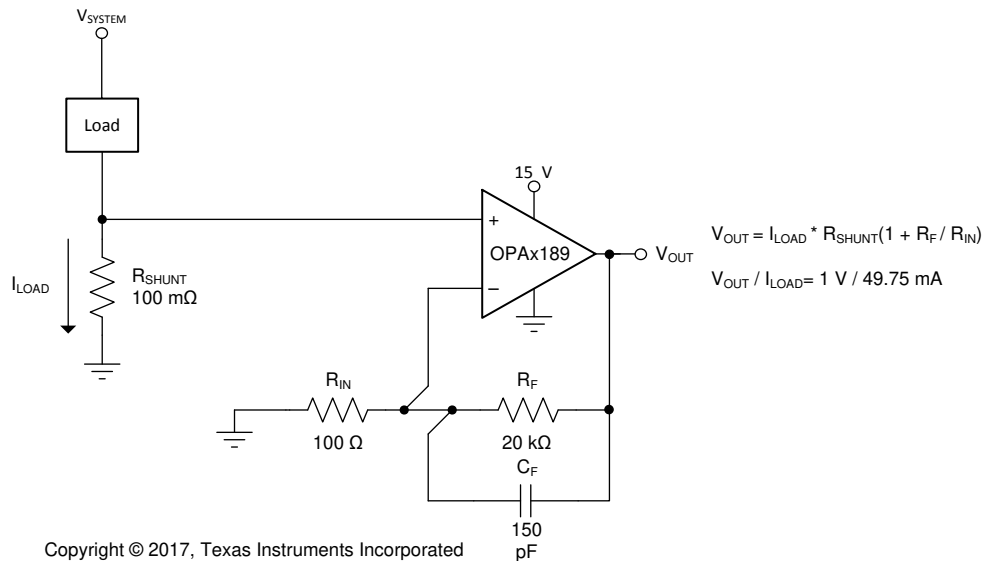 VSYSTEM
Load
15 V
+
OPAx189
−
VOUT
VOUT = ILOAD * RSHUNT(1 + RF / RIN)
VOUT / ILOAD= 1 V / 49.75 mA
ILOAD
RSHUNT
100 mΩ
RIN
100 Ω
RF
20 kΩ
CF
150
pF
Copyright © 2017, Texas Instruments Incorporated